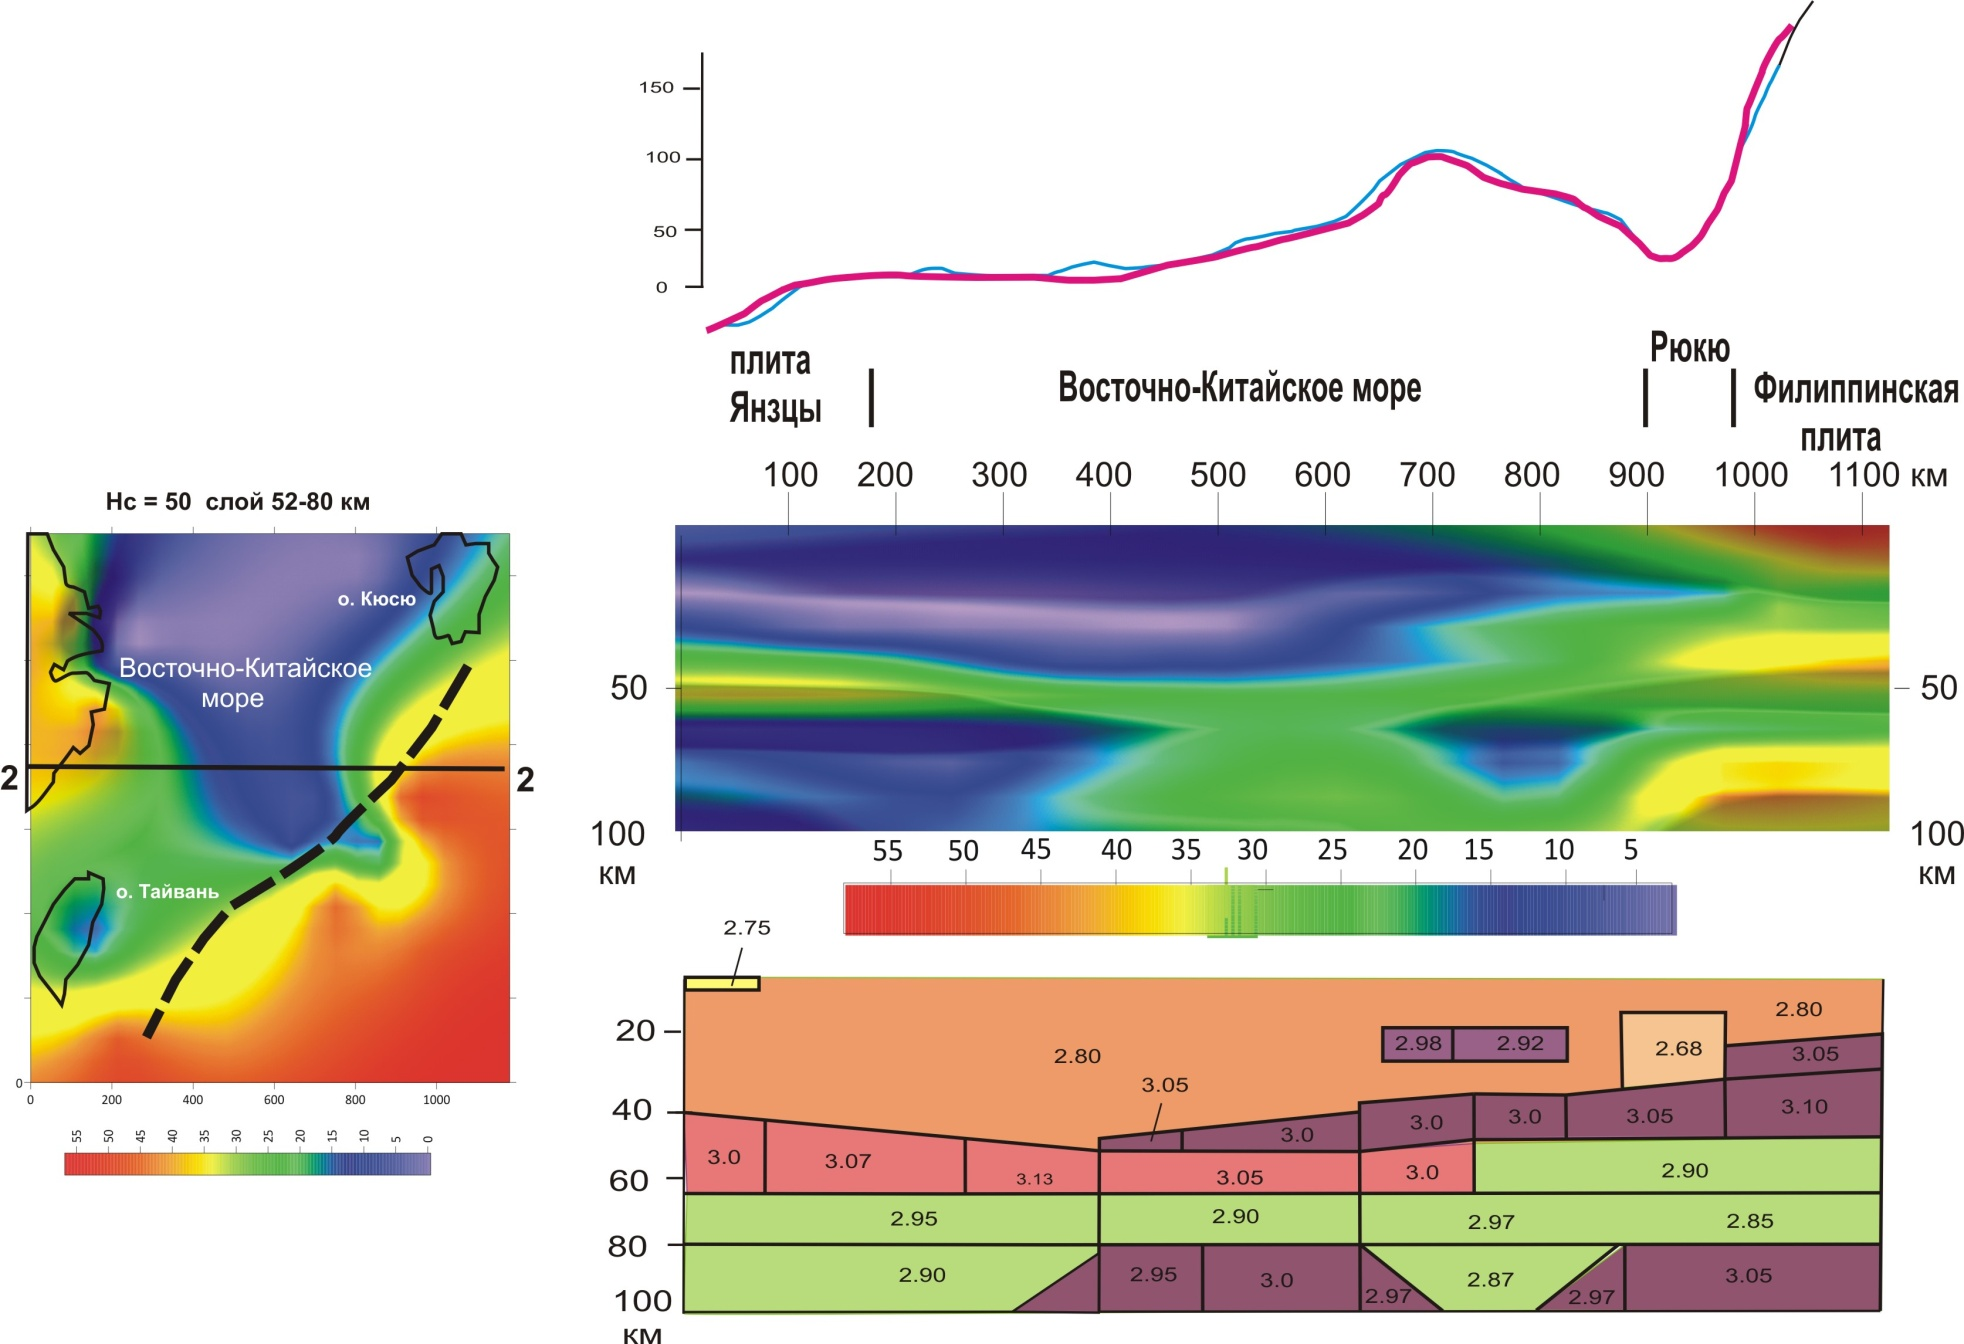 150
100
50
0
плита
Янзцы
Восточно-Китайское море
Рюкю
Филиппинская
плита
100 200 300 400 500 600 700 800 900 1000 1100 км
50
50
100
км
100
км
55 50 45 40 35 30 25 20 15 10 5
Нс = 50 слой 52-80 км
о. Кюсю
Восточно-Китайское
море
2
2
о. Тайвань
0
0 200 400 600 800 1000
55 50 45 40 35 30 25 20 15 10 5 0
2.75
20
40
60
80
100
км
2.80
2.80
2.98 2.92
2.68
3.05
3.05
3.0
3.0
3.0
3.05
3.10
3.0
3.07
3.13
3.05
3.0
2.90
2.95
2.90
2.97
2.85
2.90
2.95
3.0
2.97
2.87
2.97
3.05